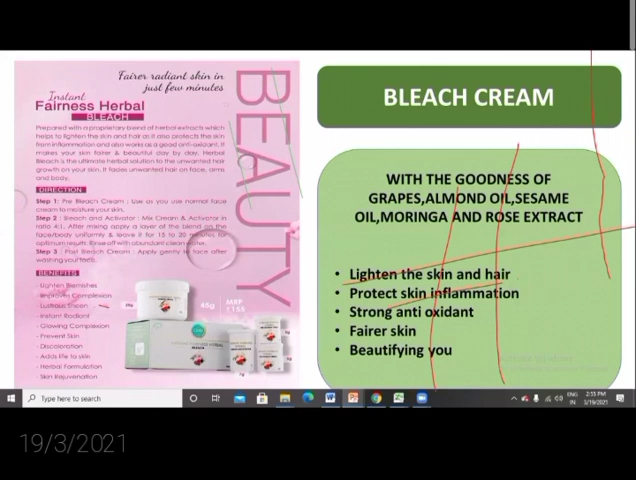 Fairer radiant skin in
just few minutes
Instant
Fairness Herbal
BLEACH
Prepared with a proprietary blend of herbal extracts which
helps to lighten the skin and hair as it also protects the skin
from inflammation and also works as a good anti-oxidant. It
makes your skin fairer & beautiful day by day. Herbal
Bleach is the ultimate herbal solution to the unwanted hair
growth on your skin. It fades unwanted hair on face, arms
and body.
DIRECTION
Step 1: Pre Bleach Cream : Use as you use normal face
cream to moisture your skin.
Step 2 : Bleach and Activator : Mix Cream & Activator in
ratio 4:1. After mixing apply a layer of the blend on the
face/body uniformly & leave it for 15 to 20 minutes for
optimum results. Rinse off with abundant clean water.
Step 3 : Post Bleach Cream : Apply gently to face after
washing your face.
BENEFITS
- Lighten Blemishes
- Improves Complexion
- Lustrous Sheen
- Instant Radiant
- Glowing Complexion
- Prevent Skin
- Discoloration
- Adds life to skin
- Herbal Formulation
- Skin Rejuvenation
BEAUTY
45g
MRP
BLEACH CREAM
WITH THE GOODNESS OF
GRAPES,ALMOND OIL,SESAME
OIL,MORINGA AND ROSE EXTRACT
• Lighten the skin and hair
• Protect skin inflammation
• Strong anti oxidant
• Fairer skin
• Beautifying you
Type here to search
ENG
IN
2:33 PM
3/19/2021
19/3/2021